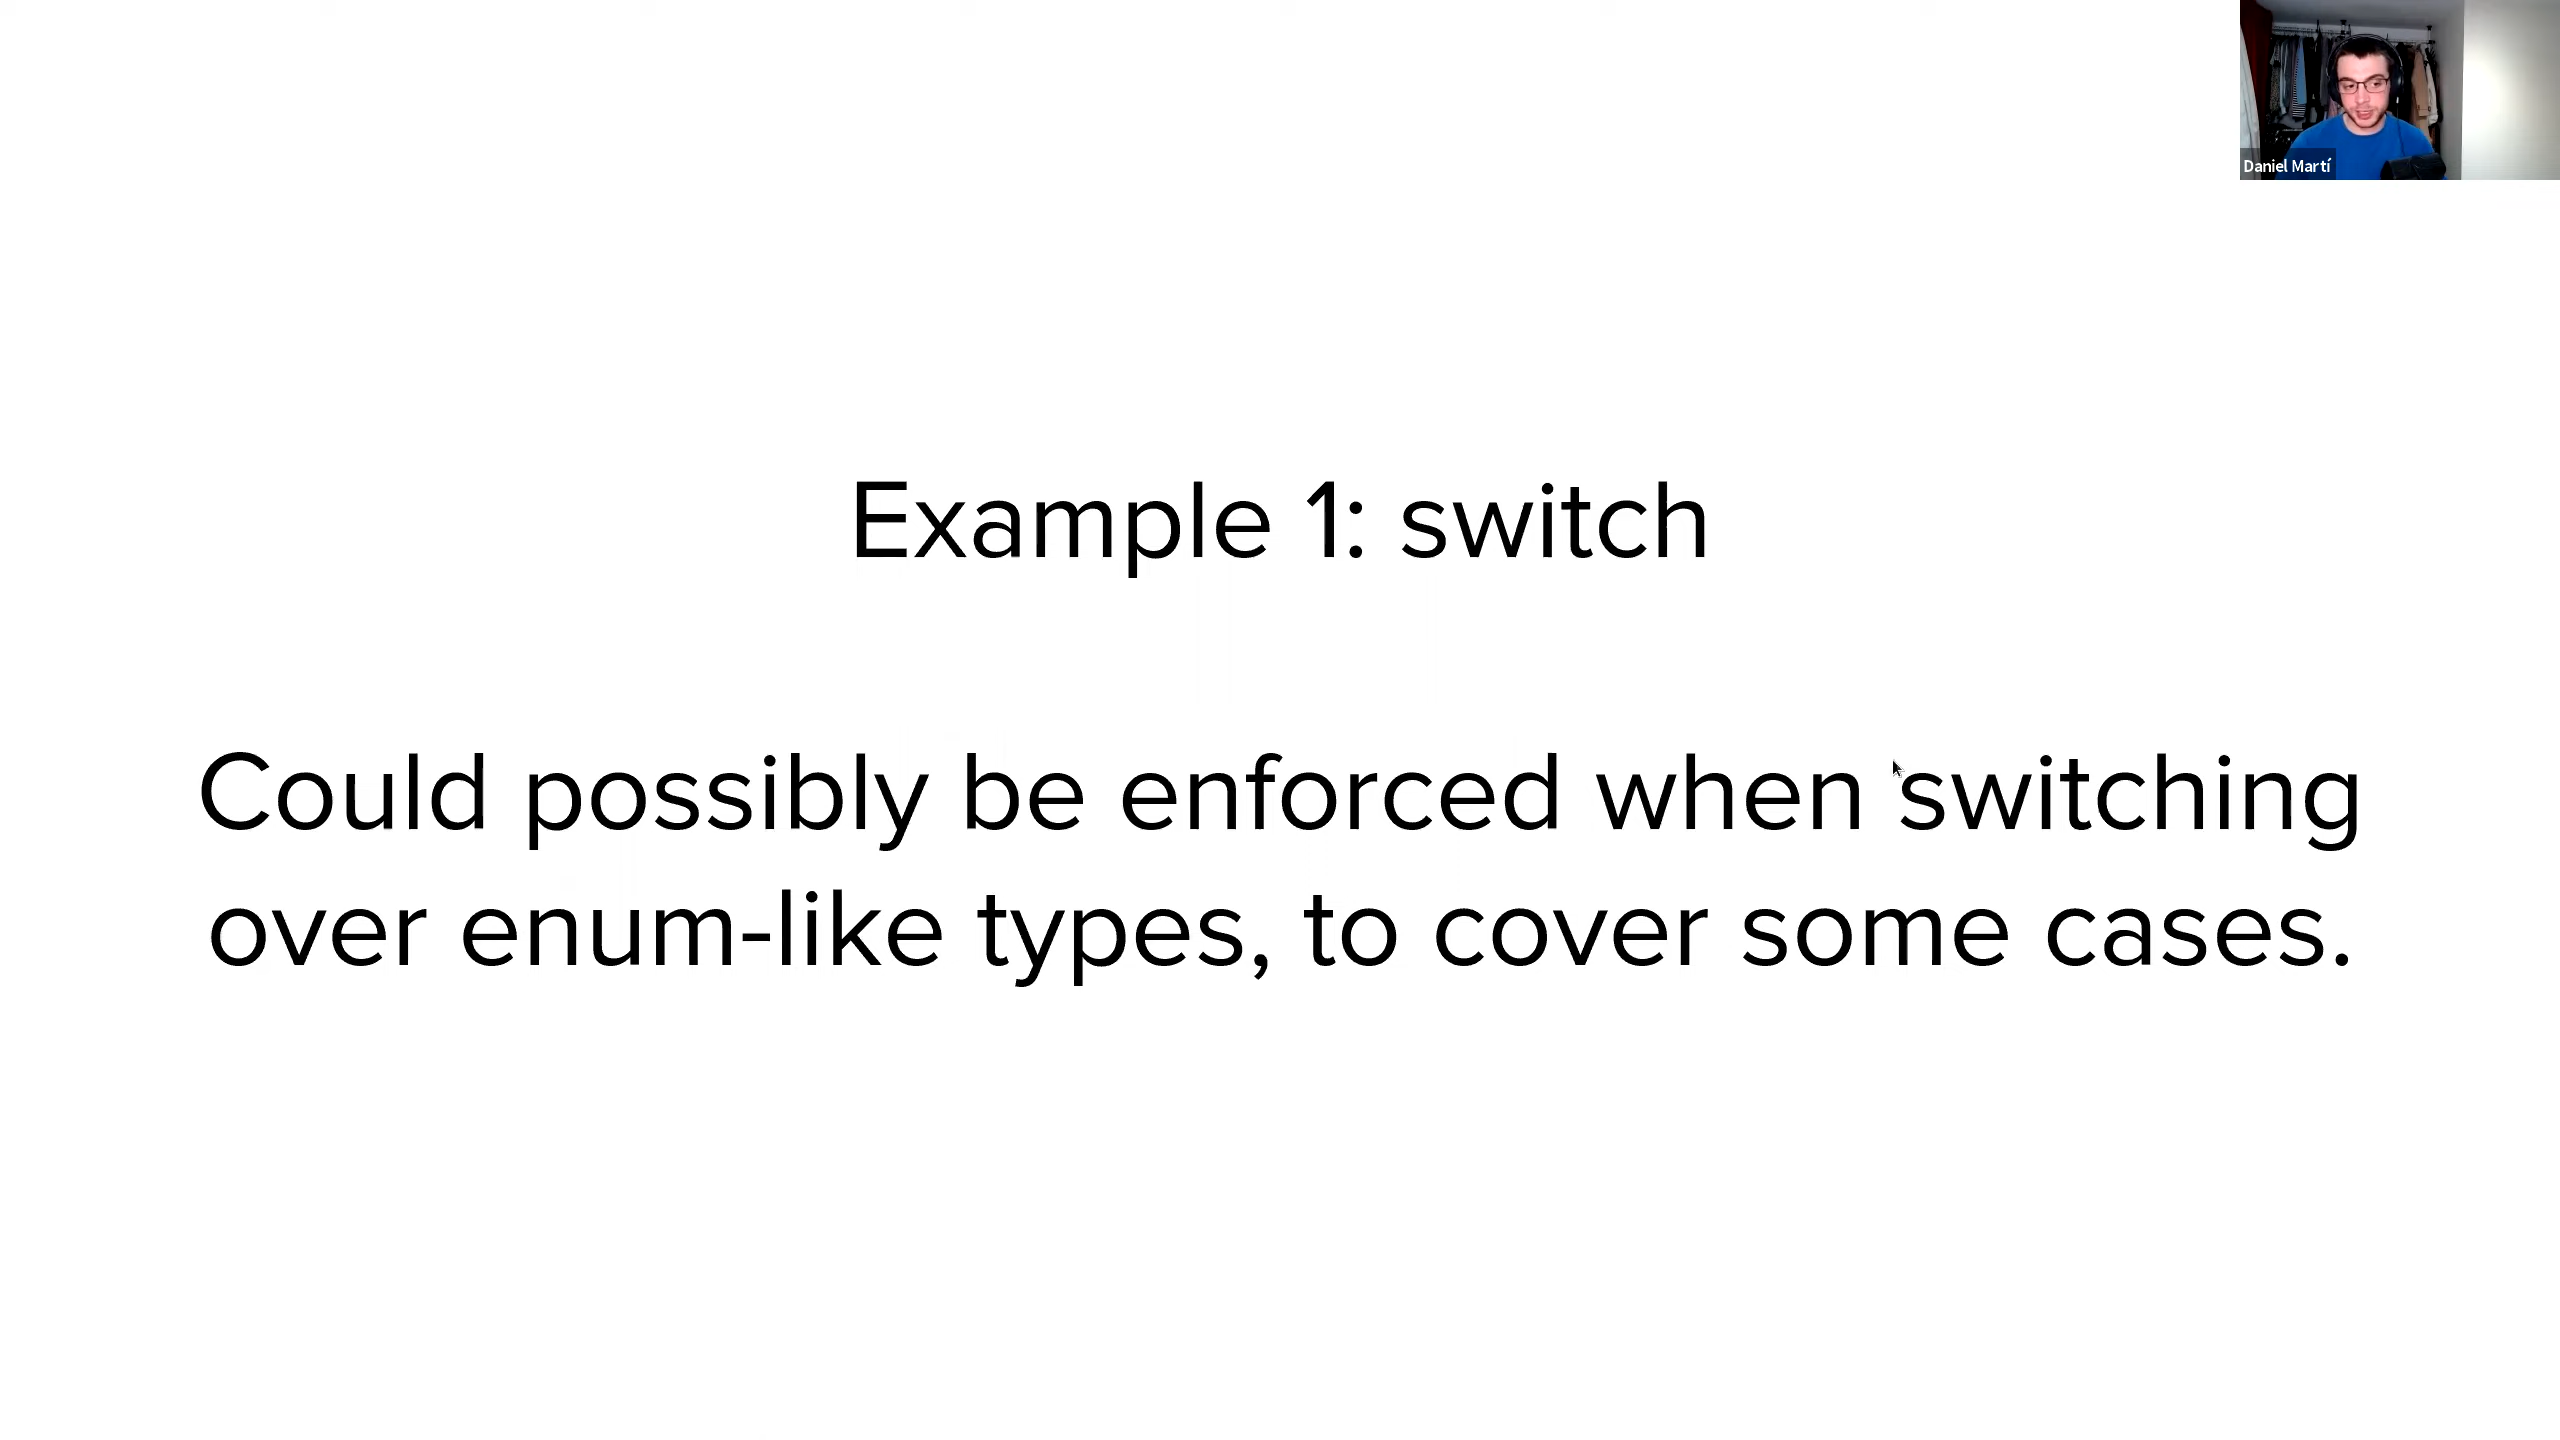 Daniel Martí
Example 1: switch
Could possibly be enforced when switching
over enum-like types, to cover some cases.